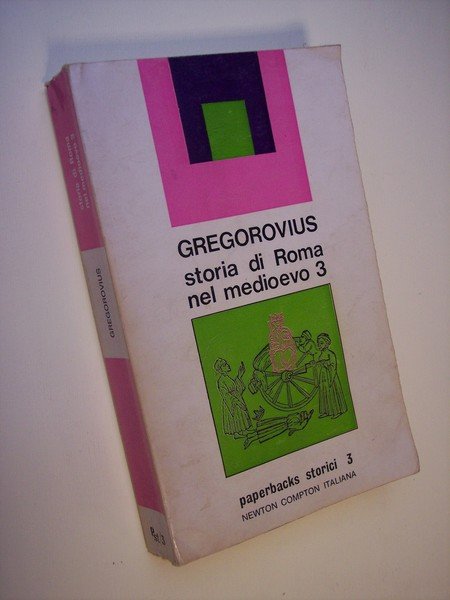 GREGOROVIUS
storia di Roma
nel medioevo 3
paperbacks storici 3
NEWTON COMPTON ITALIANA
storia di Roma
nel medioevo 3
GREGOROVIUS